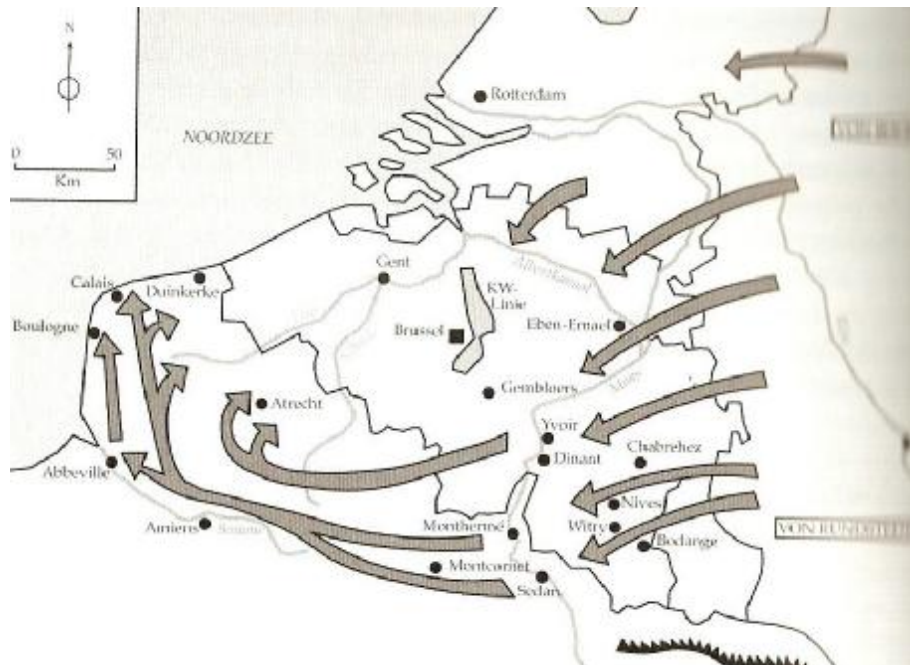 N
Rotterdam
NOORDZEE
0 50
Km
Gent
Calais
Duinkerke
KW-
Linie
Boulogne
Brussel
Eben-Emael
Gembloers
Maas
Atrecht
Yvoir
Chabrehez
Dinant
Abbeville
Nives
Amiens
Somme
Monthermé
Witry
VON
Bodange
Montcornet
Sedan